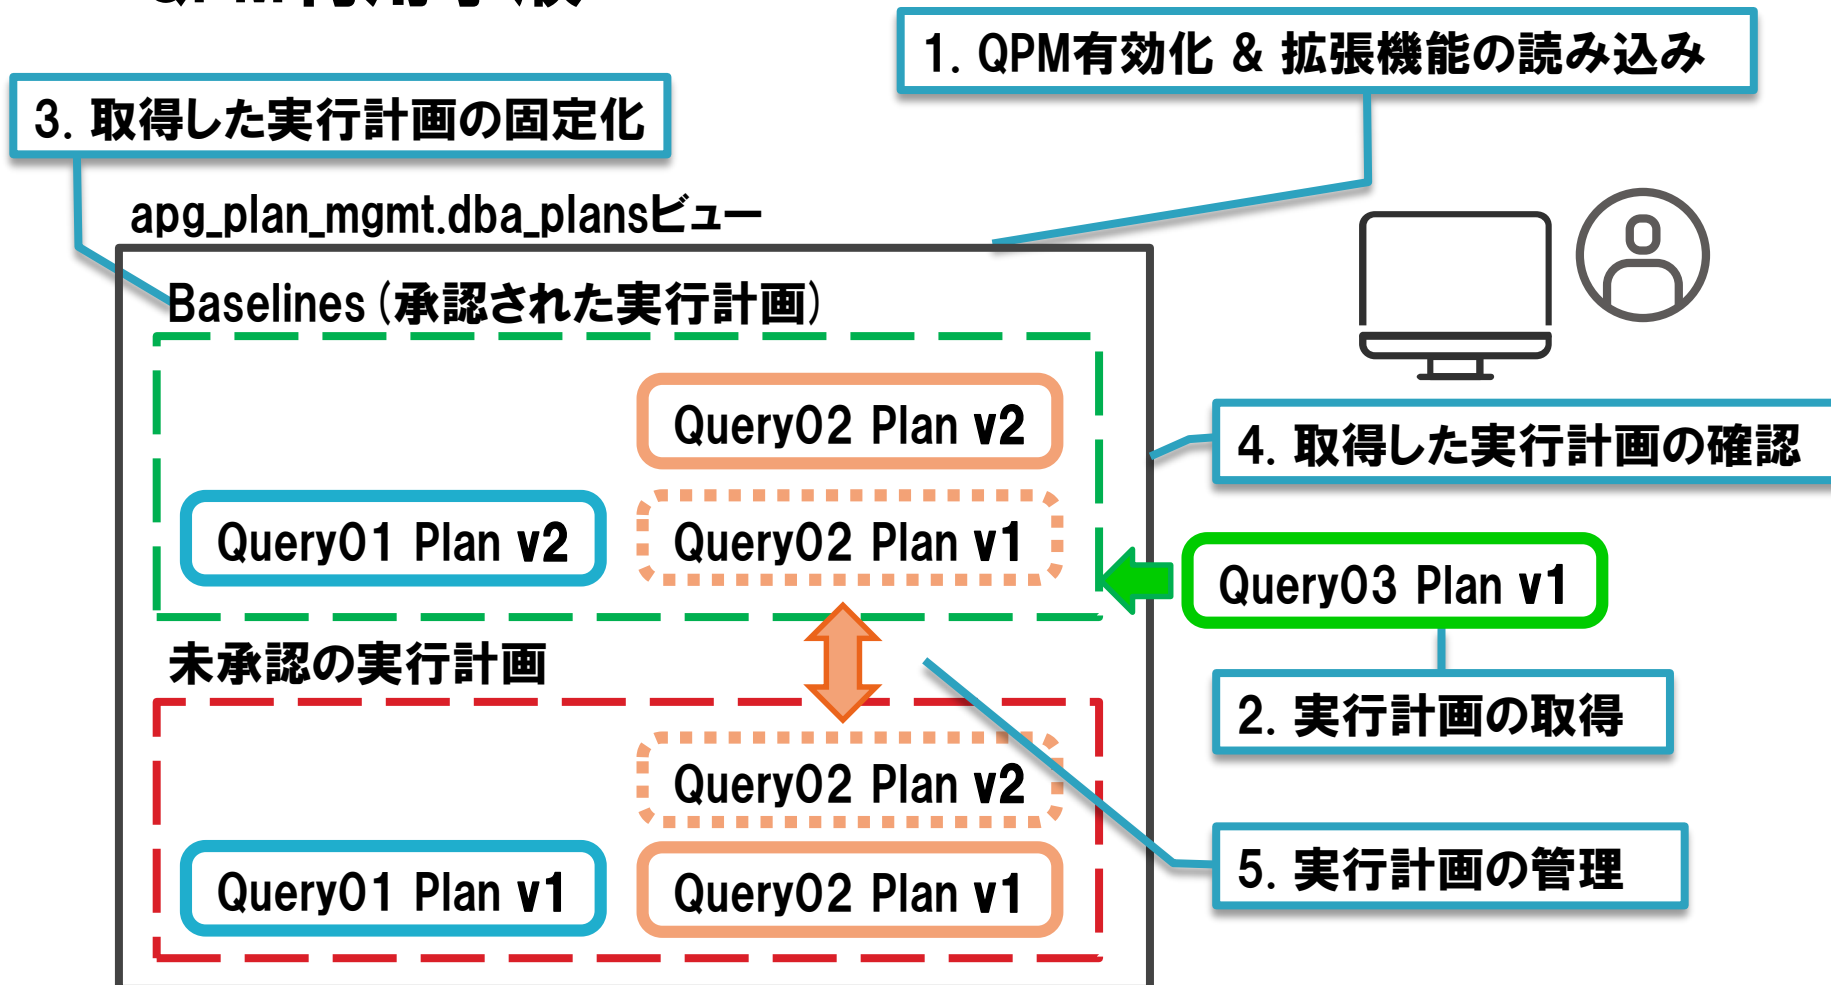 1. QPM有効化 & 拡張機能の読み込み
3. 取得した実行計画の固定化
apg_plan_mgmt.dba_plansビュー
Baselines(承認された実行計画)
Query02 Plan v2
4. 取得した実行計画の確認
Query01 Plan v2
Query02 Plan v1
Query03 Plan v1
未承認の実行計画
2. 実行計画の取得
Query02 Plan v2
5. 実行計画の管理
Query01 Plan v1
Query02 Plan v1